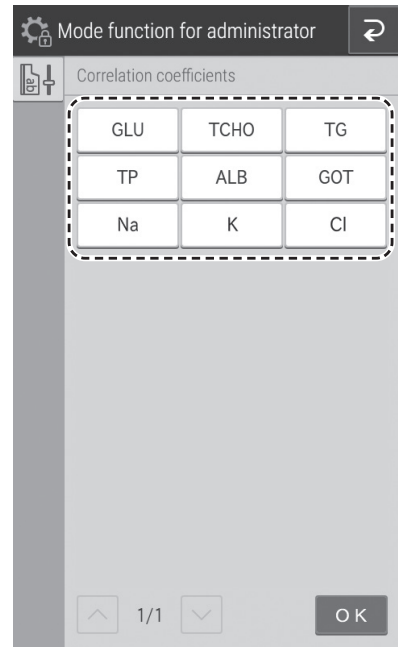 Mode function for administrator
Correlation coefficients
GLU TCHO TG
TP ALB GOT
Na K Cl
1/1 OK